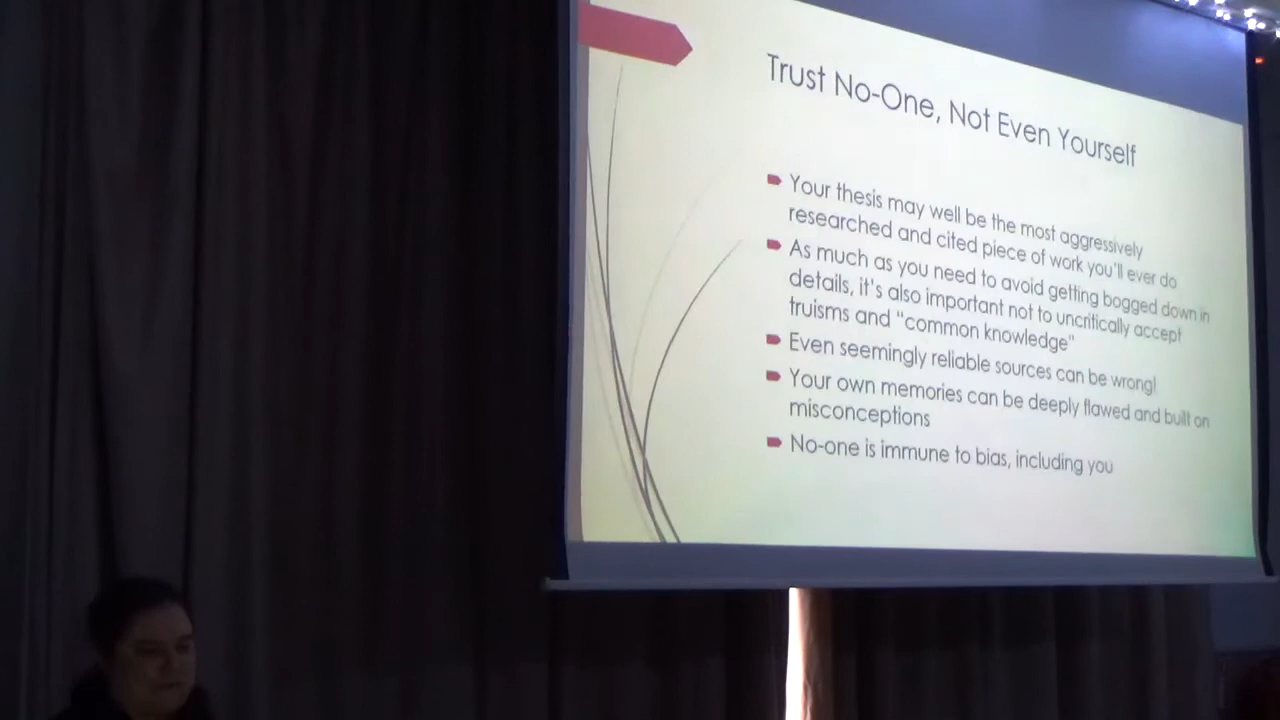 Trust No-One, Not Even Yourself
Your thesis may well be the most aggressively
researched and cited piece of work you'll ever do
As much as you need to avoid getting bogged down in
details, it's also important not to uncritically accept
truisms and "common knowledge"
Even seemingly reliable sources can be wrong!
Your own memories can be deeply flawed and built on
misconceptions
No-one is immune to bias, including you